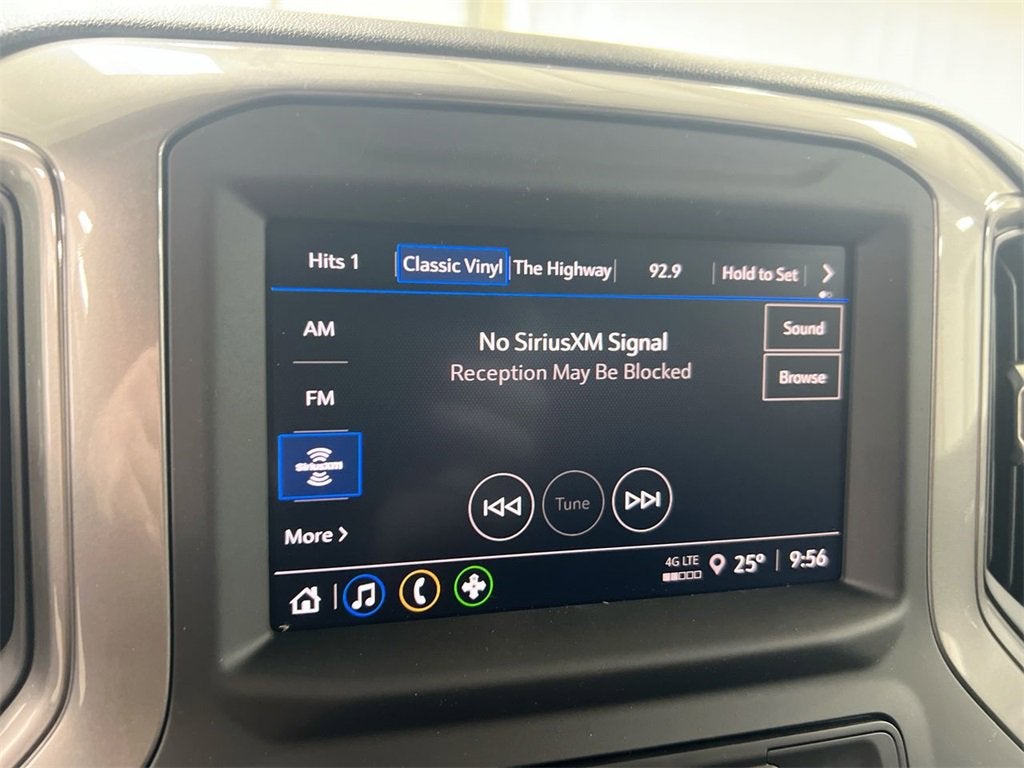 Hits 1 Classic Vinyl The Highway 92.9 Hold to Set
AM
No SiriusXM Signal
Reception May Be Blocked
Sound
Browse
FM
SiriusXM
Tune
More
4G LTE 25° 9:56